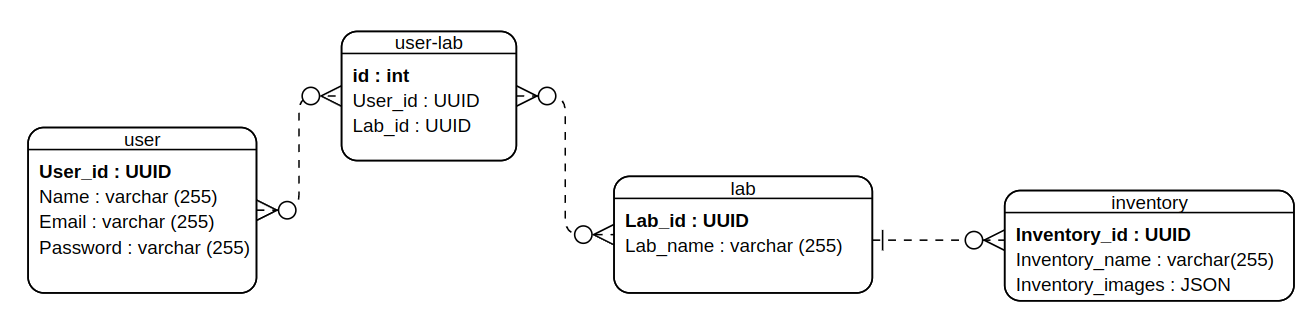 user-lab
id : int
User_id : UUID
Lab_id : UUID
user
User_id : UUID
Name : varchar (255)
Email : varchar (255)
Password : varchar (255)
lab
Lab_id : UUID
Lab_name : varchar (255)
inventory
Inventory_id : UUID
Inventory_name : varchar(255)
Inventory_images : JSON